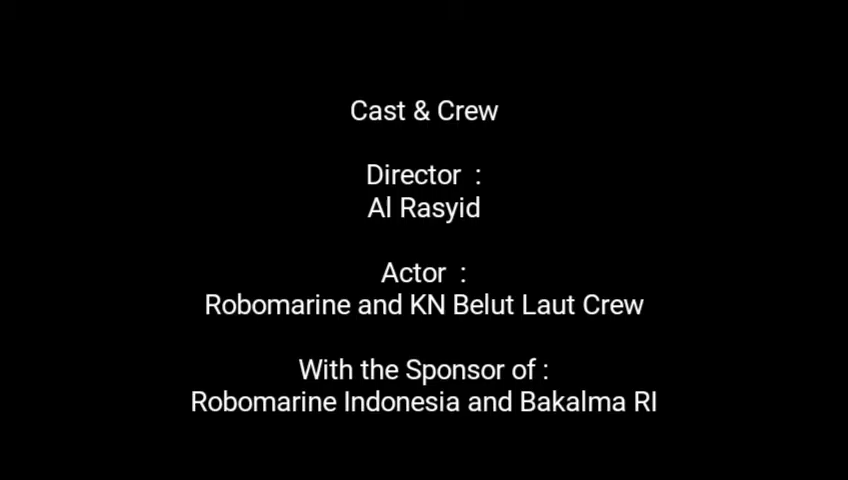 Cast & Crew
Director :
Al Rasyid
Actor :
Robomarine and KN Belut Laut Crew
With the Sponsor of :
Robomarine Indonesia and Bakalma RI